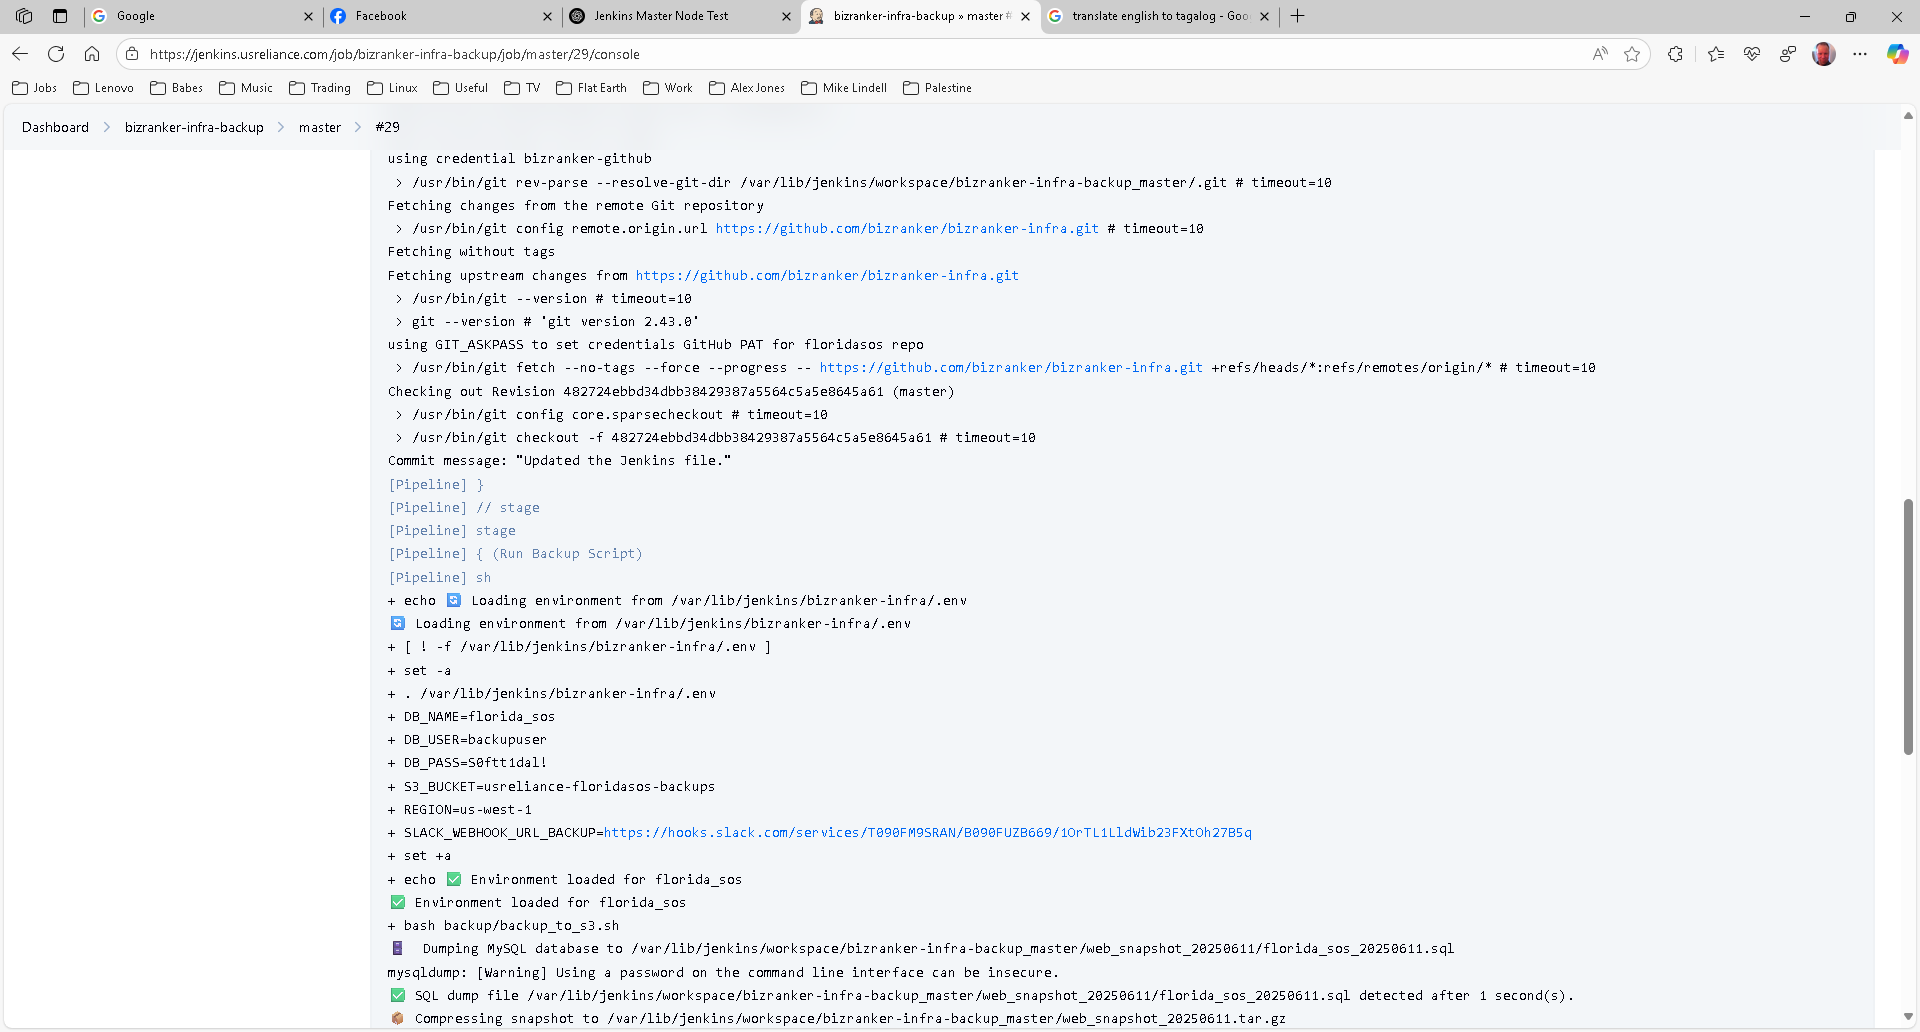 Google
Facebook
Jenkins Master Node Test
bizranker-infra-backup » master #
translate english to tagalog - Goo
https://jenkins.usreliance.com/job/bizranker-infra-backup/job/master/29/console
Jobs
Lenovo
Babes
Music
Trading
Linux
Useful
TV
Flat Earth
Work
Alex Jones
Mike Lindell
Palestine
Dashboard > bizranker-infra-backup > master > #29
using credential bizranker-github
> /usr/bin/git rev-parse --resolve-git-dir /var/lib/jenkins/workspace/bizranker-infra-backup_master/.git # timeout=10
Fetching changes from the remote Git repository
> /usr/bin/git config remote.origin.url https://github.com/bizranker/bizranker-infra.git # timeout=10
Fetching without tags
Fetching upstream changes from https://github.com/bizranker/bizranker-infra.git
> /usr/bin/git --version # timeout=10
> git --version # 'git version 2.43.0'
using GIT_ASKPASS to set credentials GitHub PAT for floridasos repo
> /usr/bin/git fetch --no-tags --force --progress -- https://github.com/bizranker/bizranker-infra.git +refs/heads/*:refs/remotes/origin/* # timeout=10
Checking out Revision 482724ebbd34dbb38429387a5564c5a5e8645a61 (master)
> /usr/bin/git config core.sparsecheckout # timeout=10
> /usr/bin/git checkout -f 482724ebbd34dbb38429387a5564c5a5e8645a61 # timeout=10
Commit message: "Updated the Jenkins file."
[Pipeline] }
[Pipeline] // stage
[Pipeline] stage
[Pipeline] { (Run Backup Script)
[Pipeline] sh
+ echo 🔄 Loading environment from /var/lib/jenkins/bizranker-infra/.env
🔄 Loading environment from /var/lib/jenkins/bizranker-infra/.env
+ [ ! -f /var/lib/jenkins/bizranker-infra/.env ]
+ set -a
+ . /var/lib/jenkins/bizranker-infra/.env
+ DB_NAME=florida_sos
+ DB_USER=backupuser
+ DB_PASS=S0ftt1dal!
+ S3_BUCKET=usreliance-floridasos-backups
+ REGION=us-west-1
+ SLACK_WEBHOOK_URL_BACKUP=https://hooks.slack.com/services/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
+ set +a
+ echo ✅ Environment loaded for florida_sos
✅ Environment loaded for florida_sos
+ bash backup/backup_to_s3.sh
🗄 Dumping MySQL database to /var/lib/jenkins/workspace/bizranker-infra-backup_master/web_snapshot_20250611/florida_sos_20250611.sql
mysqldump: [Warning] Using a password on the command line interface can be insecure.
✅ SQL dump file /var/lib/jenkins/workspace/bizranker-infra-backup_master/web_snapshot_20250611/florida_sos_20250611.sql detected after 1 second(s).
📦 Compressing snapshot to /var/lib/jenkins/workspace/bizranker-infra-backup_master/web_snapshot_20250611.tar.gz